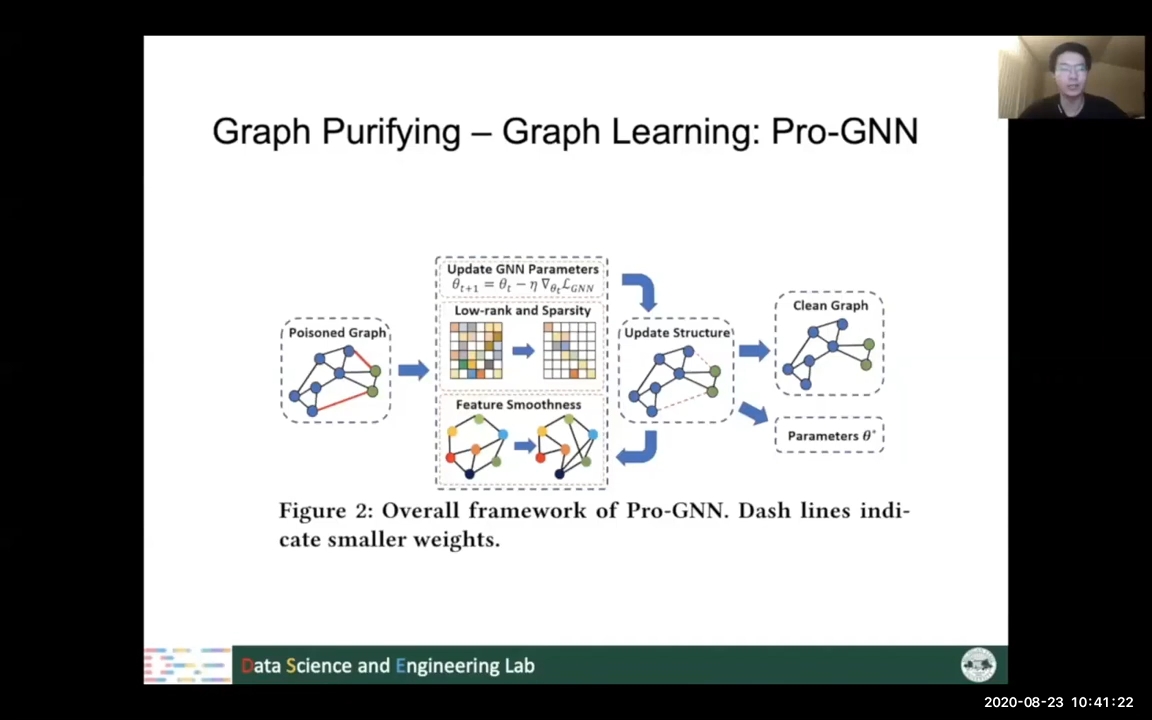 Graph Purifying – Graph Learning: Pro-GNN
Poisoned Graph
Update GNN Parameters
θₜ₊₁ = θₜ − η ∇θₜℒGNN
Low-rank and Sparsity
Feature Smoothness
Update Structure
Clean Graph
Parameters θ*
Figure 2: Overall framework of Pro-GNN. Dash lines indi-
cate smaller weights.
Data Science and Engineering Lab
2020-08-23 10:41:22